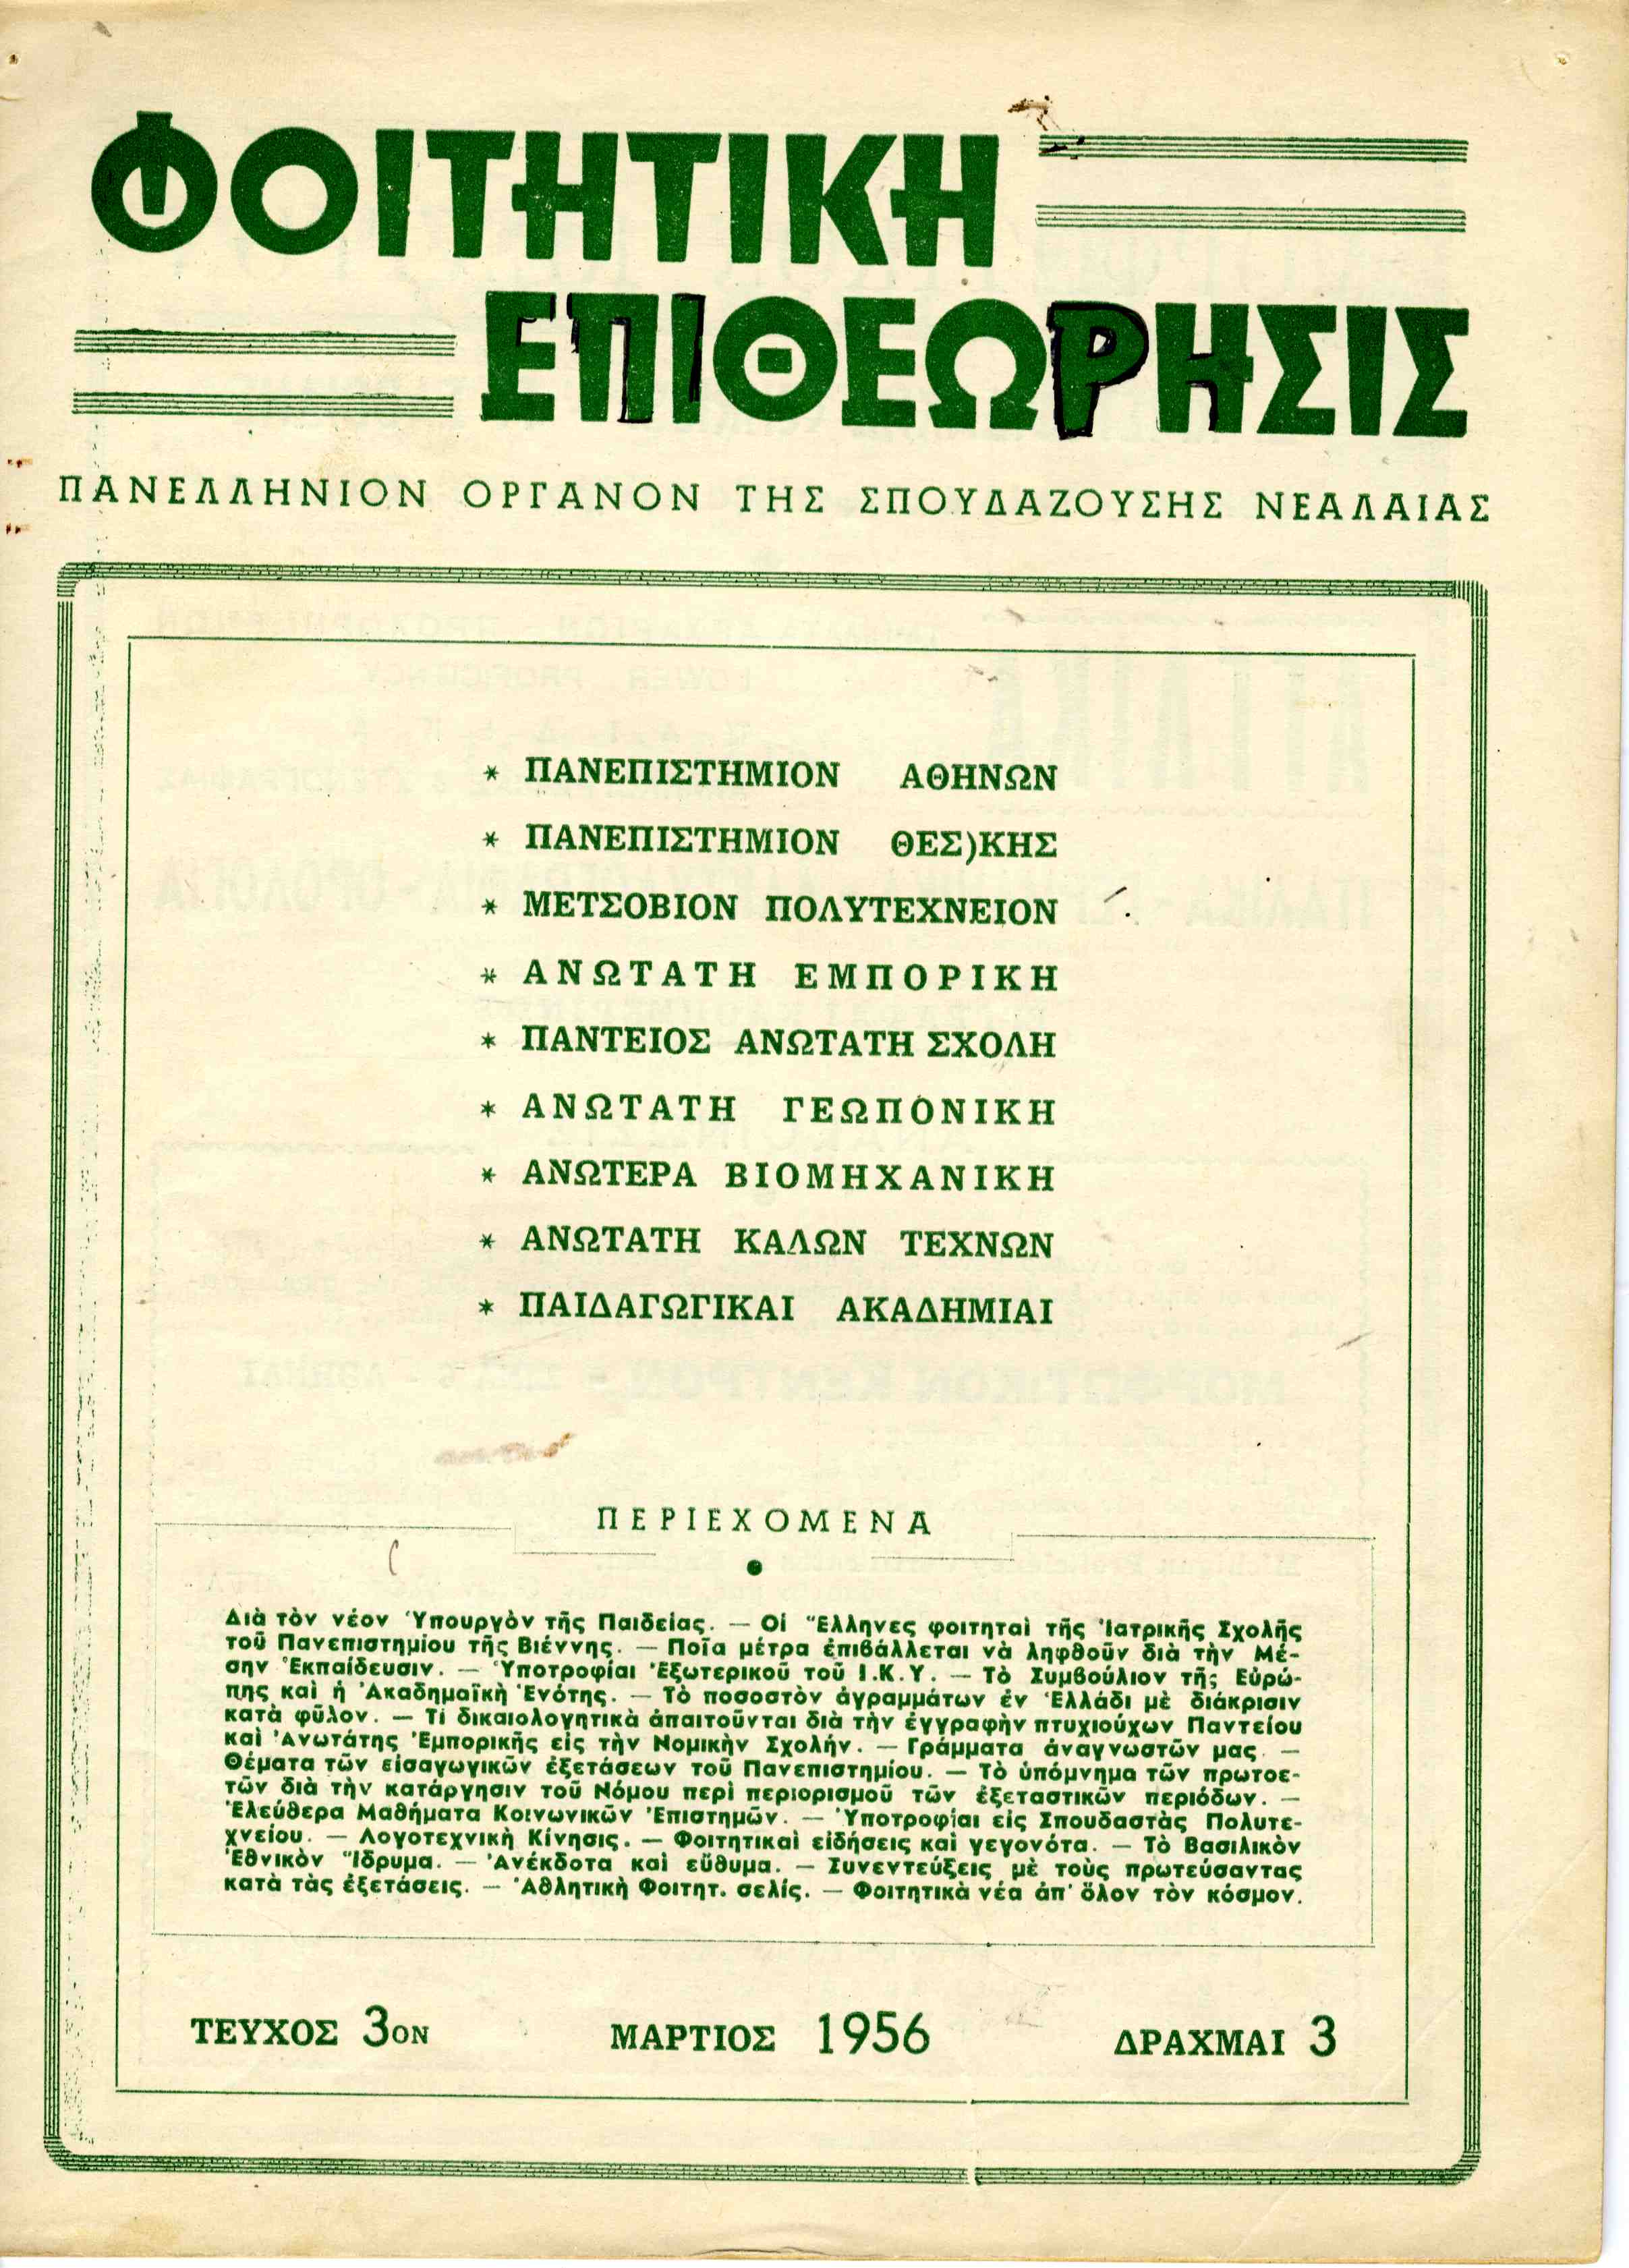 ΦΟΙΤΗΤΙΚΗ
ΕΠΙΘΕΩΡΗΣΙΣ
ΠΑΝΕΛΛΗΝΙΟΝ ΟΡΓΑΝΟΝ ΤΗΣ ΣΠΟΥΔΑΖΟΥΣΗΣ ΝΕΑΛΑΙΑΣ
* ΠΑΝΕΠΙΣΤΗΜΙΟΝ ΑΘΗΝΩΝ
* ΠΑΝΕΠΙΣΤΗΜΙΟΝ ΘΕΣ)ΚΗΣ
* ΜΕΤΣΟΒΙΟΝ ΠΟΛΥΤΕΧΝΕΙΟΝ
* ΑΝΩΤΑΤΗ ΕΜΠΟΡΙΚΗ
* ΠΑΝΤΕΙΟΣ ΑΝΩΤΑΤΗ ΣΧΟΛΗ
* ΑΝΩΤΑΤΗ ΓΕΩΠΟΝΙΚΗ
* ΑΝΩΤΕΡΑ ΒΙΟΜΗΧΑΝΙΚΗ
* ΑΝΩΤΑΤΗ ΚΑΛΩΝ ΤΕΧΝΩΝ
* ΠΑΙΔΑΓΩΓΙΚΑΙ ΑΚΑΔΗΜΙΑΙ
ΠΕΡΙΕΧΟΜΕΝΑ
Διὰ τὸν νέον Ὑπουργὸν τῆς Παιδείας. — Οἱ Ἕλληνες φοιτηταὶ τῆς Ἰατρικῆς Σχολῆς
τοῦ Πανεπιστημίου τῆς Βιέννης. — Ποῖα μέτρα ἐπιβάλλεται νὰ ληφθοῦν διὰ τὴν Μέ-
σην Ἐκπαίδευσιν. — Ὑποτροφίαι Ἐξωτερικοῦ τοῦ Ι.Κ.Υ. — Τὸ Συμβούλιον τῆς Εὐρώ-
πης καὶ ἡ Ἀκαδημαϊκὴ Ἑνότης. — Τὸ ποσοστὸν ἀγραμμάτων ἐν Ἑλλάδι μὲ διάκρισιν
κατὰ φῦλον. — Τί δικαιολογητικὰ ἀπαιτοῦνται διὰ τὴν ἐγγραφὴν πτυχιούχων Παντείου
καὶ Ἀνωτάτης Ἐμπορικῆς εἰς τὴν Νομικὴν Σχολήν. — Γράμματα ἀναγνωστῶν μας. —
Θέματα τῶν εἰσαγωγικῶν ἐξετάσεων τοῦ Πανεπιστημίου. — Τὸ ὑπόμνημα τῶν πρωτοε-
τῶν διὰ τὴν κατάργησιν τοῦ Νόμου περὶ περιορισμοῦ τῶν ἐξεταστικῶν περιόδων. —
Ἐλεύθερα Μαθήματα Κοινωνικῶν Ἐπιστημῶν. — Ὑποτροφίαι εἰς Σπουδαστὰς Πολυτε-
χνείου. — Λογοτεχνικὴ Κίνησις. — Φοιτητικαὶ εἰδήσεις καὶ γεγονότα. — Τὸ Βασιλικὸν
Ἐθνικὸν Ἵδρυμα. — Ἀνέκδοτα καὶ εὔθυμα. — Συνεντεύξεις μὲ τοὺς πρωτεύσαντας
κατὰ τὰς ἐξετάσεις. — Ἀθλητικὴ Φοιτητ. σελίς. — Φοιτητικὰ νέα ἀπ' ὅλον τὸν κόσμον.
ΤΕΥΧΟΣ 3ΟΝ ΜΑΡΤΙΟΣ 1956 ΔΡΑΧΜΑΙ 3